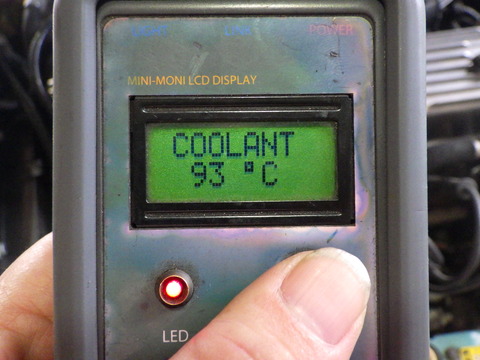 POWER
MINI-MONI LCD DISPLAY
COOLANT
93 °C
LED